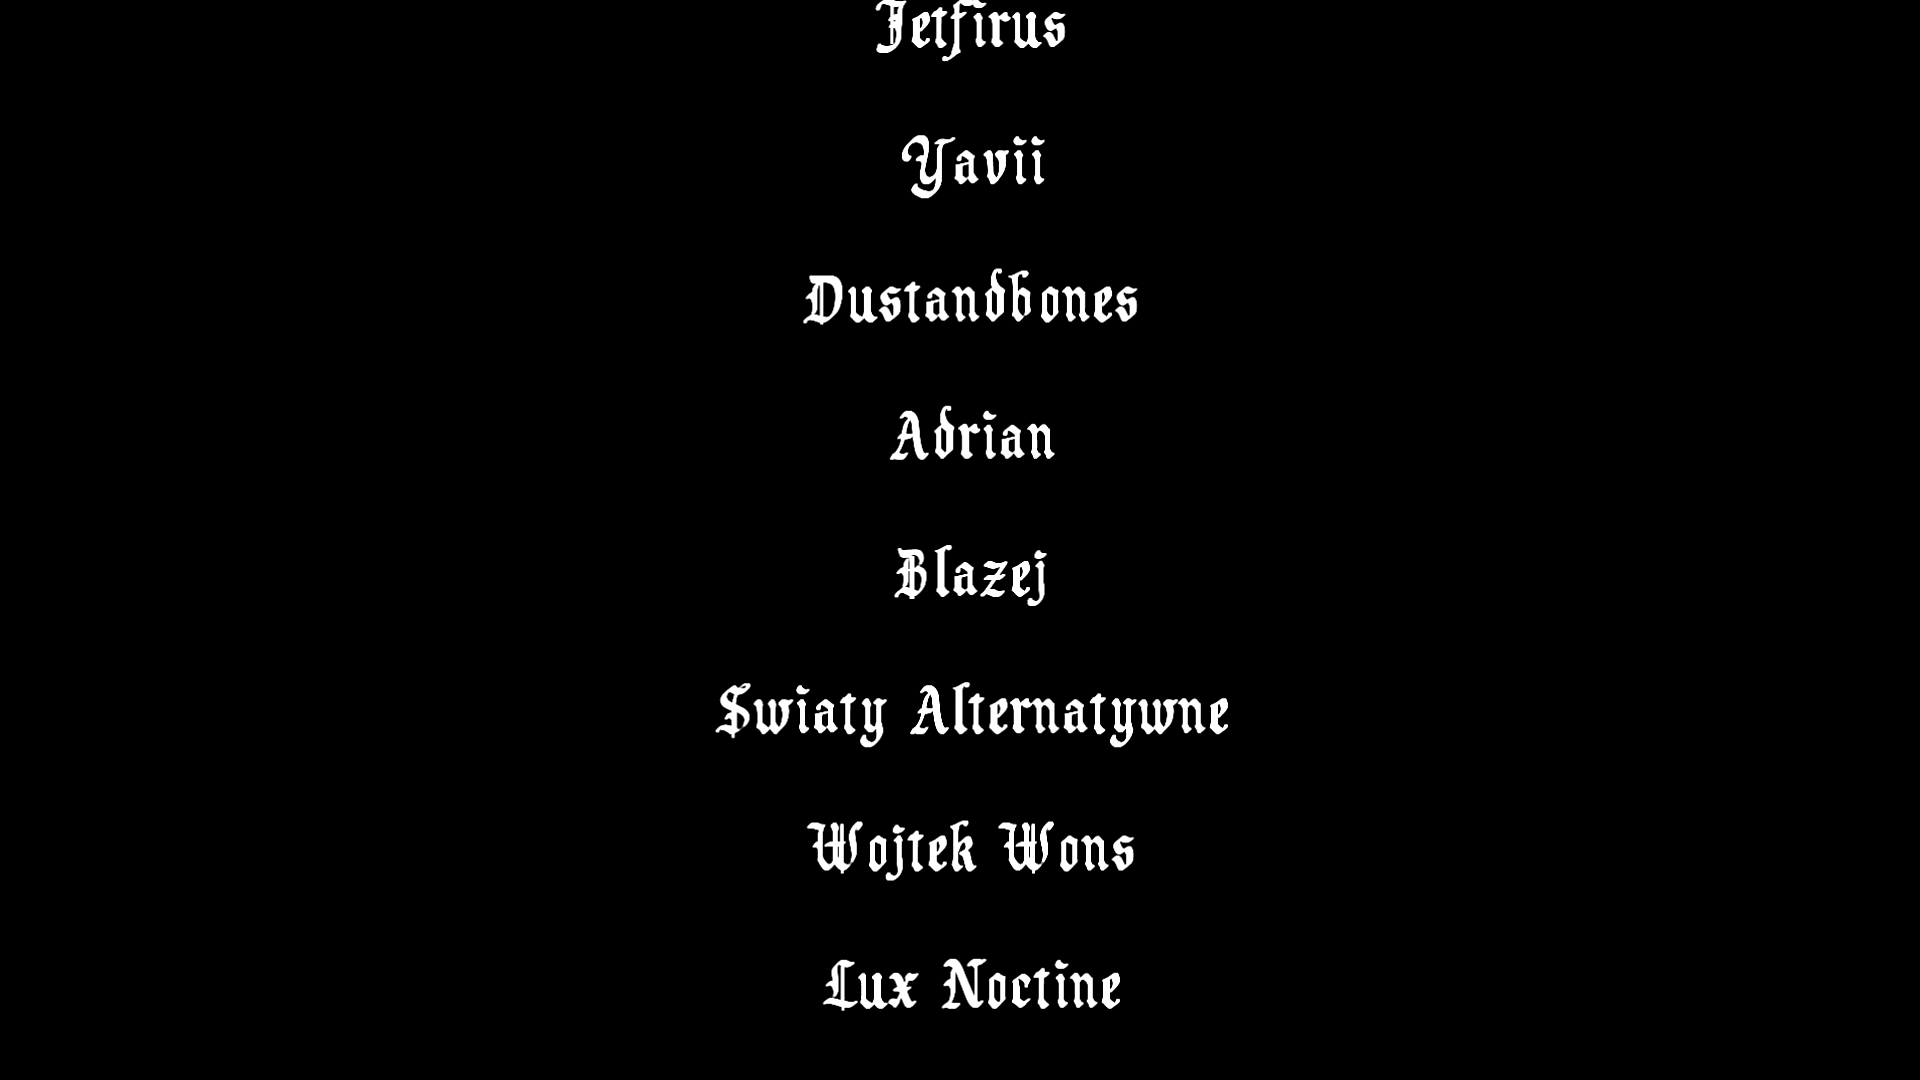 Jetfirus
Yavii
Dustandbones
Adrian
Blazej
Swiaty Alternatywne
Wojtek Wons
Lux Noctine